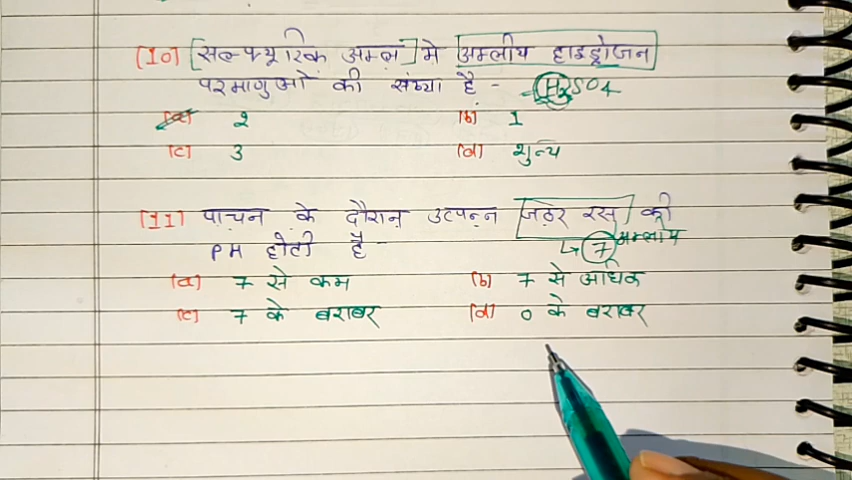 (10) [सल्फ्यूरिक अम्ल] मे अम्लीय हाइड्रोजन
परमाणुओं की संख्या है - H2SO4
(a) 2 (b) 1
(c) 3 (d) शुन्य
(11) पाचन के दौरान उत्पन्न जठर रस की
PH होती है - ↳ 7 अम्लीय
(a) 7 से कम (b) 7 से अधिक
(c) 7 के बराबर (d) 0 के बराबर